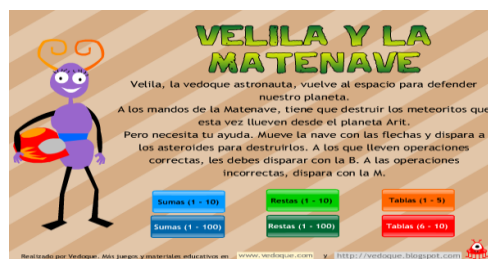 VELILA Y LA
MATENAVE
Velila, la vedoque astronauta, vuelve al espacio para defender
nuestro planeta.
A los mandos de la Matenave, tiene que destruir los meteoritos que
esta vez llueven desde el planeta Arit.
Pero necesita tu ayuda. Mueve la nave con las flechas y dispara a
los asteroides para destruirlos. A los que lleven operaciones
correctas, les debes disparar con la B. A las operaciones
incorrectas, dispara con la M.
Sumas (1 - 10) Restas (1 - 10) Tablas (1 - 5)
Sumas (1 - 100) Restas (1 - 100) Tablas (6 - 10)
Realizado por Vedoque. Más juegos y materiales educativos en www.vedoque.com y http://vedoque.blogspot.com